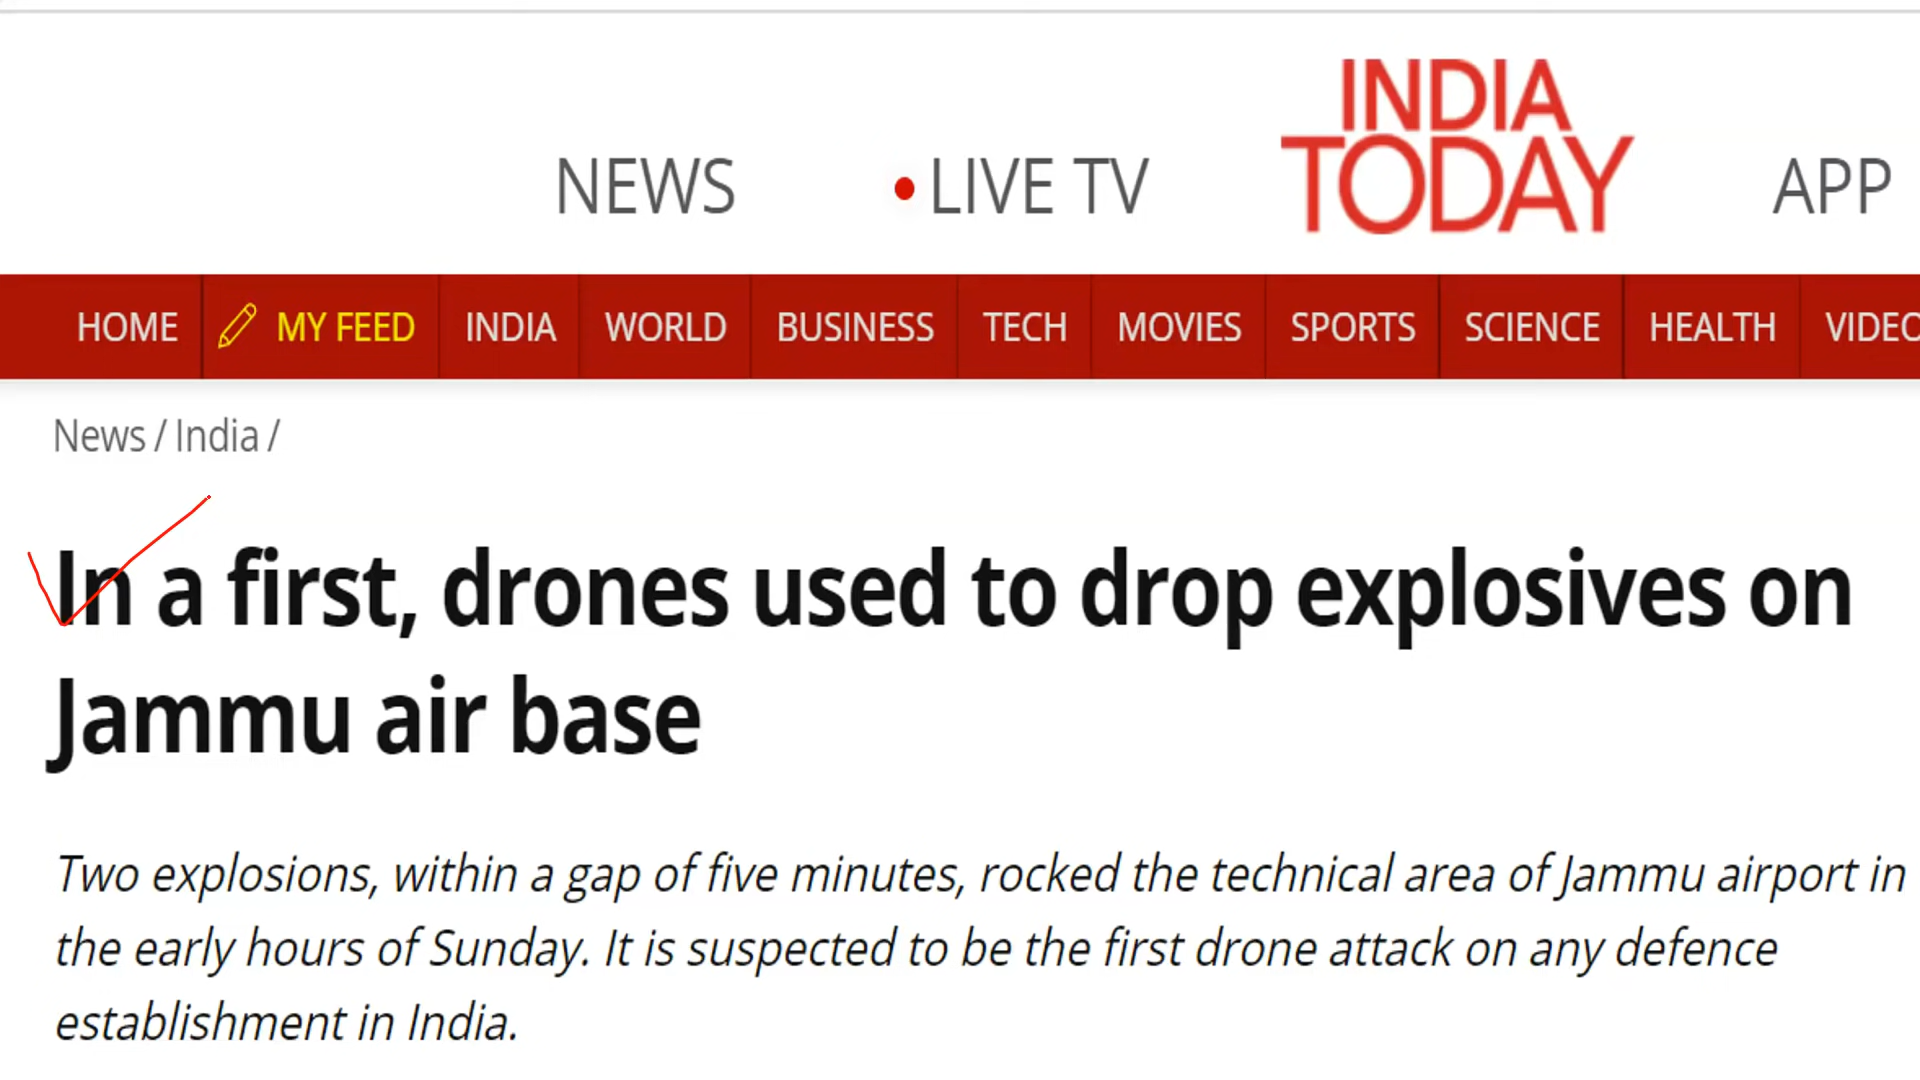 INDIA
TODAY
NEWS
LIVE TV
APP
HOME MY FEED INDIA WORLD BUSINESS TECH MOVIES SPORTS SCIENCE HEALTH VIDEO
News / India /
In a first, drones used to drop explosives on
Jammu air base
Two explosions, within a gap of five minutes, rocked the technical area of Jammu airport in
the early hours of Sunday. It is suspected to be the first drone attack on any defence
establishment in India.